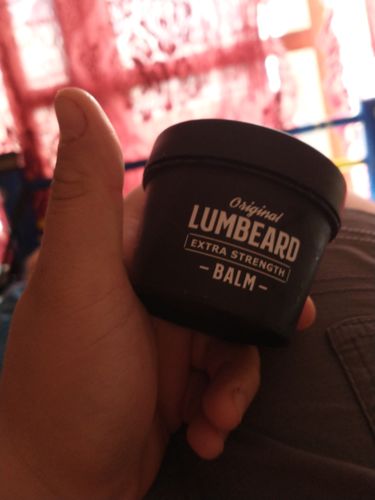 Original
LUMBEARD
EXTRA STRENGTH
– BALM –